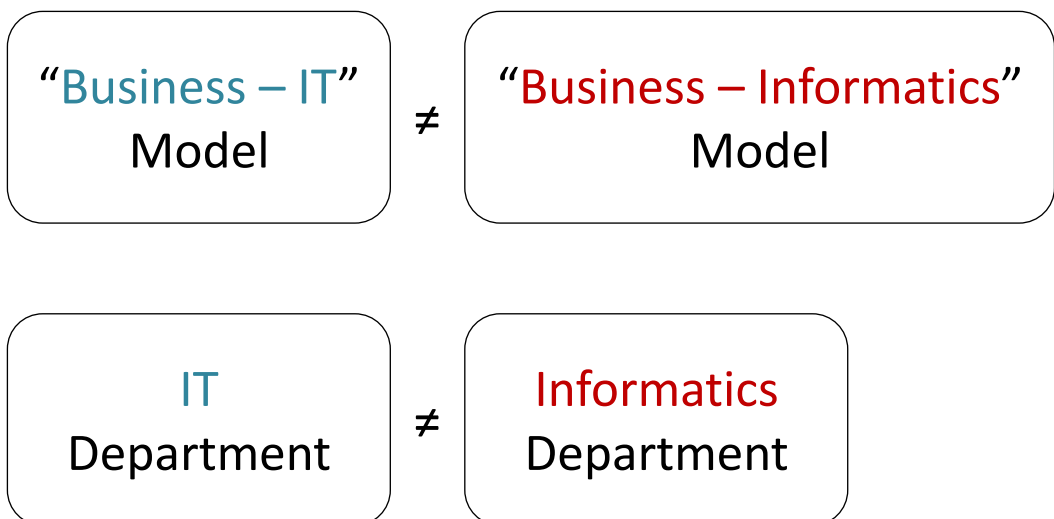 “Business – IT”
Model
≠
“Business – Informatics”
Model
IT
Department
≠
Informatics
Department